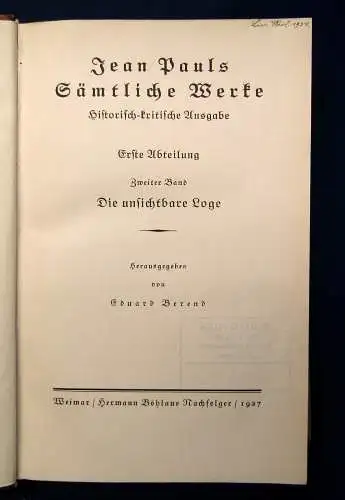 Jean Pauls
Sämtliche Werke
Historisch-kritische Ausgabe
Erste Abteilung
Zweiter Band
Die unsichtbare Loge
Herausgegeben
von
Eduard Berend
Weimar / Hermann Böhlaus Nachfolger / 1927